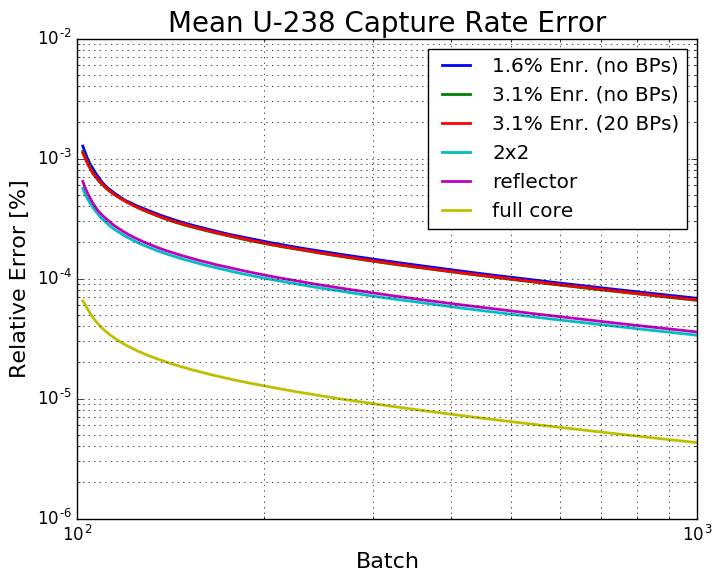 Mean U-238 Capture Rate Error
10^-2
10^-3
10^-4
10^-5
10^-6
Relative Error [%]
1.6% Enr. (no BPs)
3.1% Enr. (no BPs)
3.1% Enr. (20 BPs)
2x2
reflector
full core
10^2
10^3
Batch